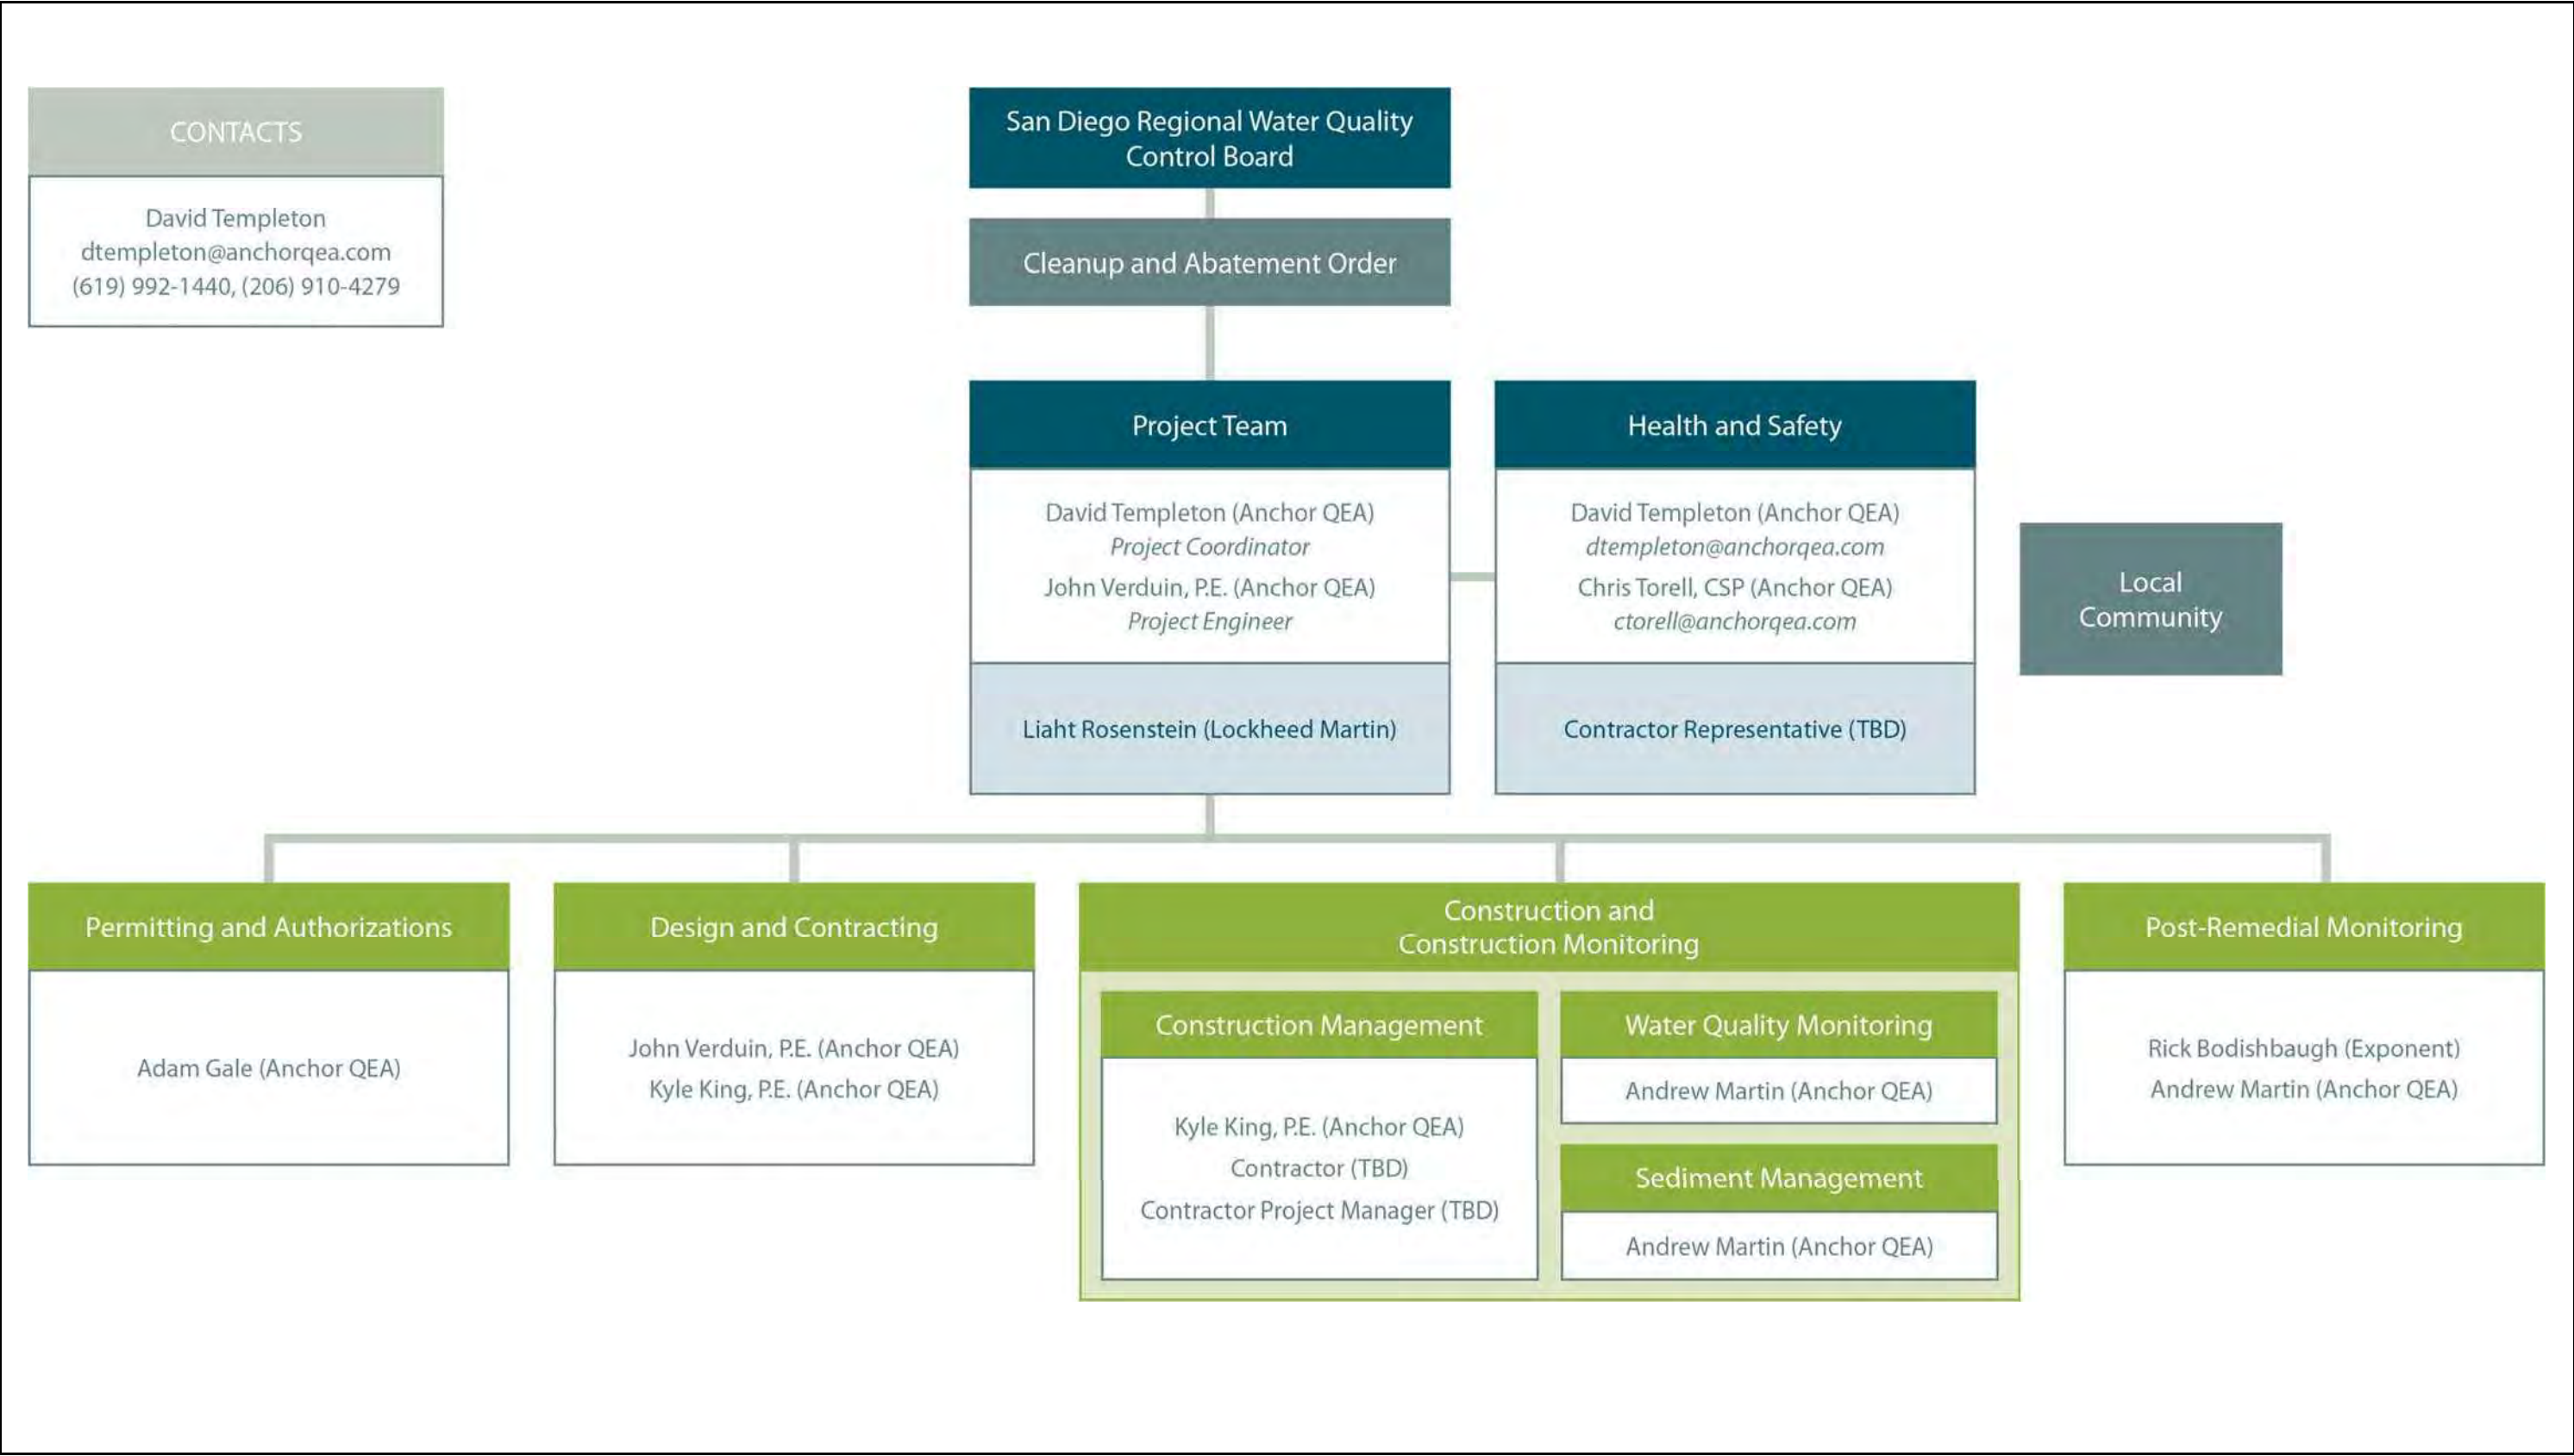 CONTACTS
David Templeton
dtempleton@anchorqea.com
(619) 992-1440, (206) 910-4279
San Diego Regional Water Quality
Control Board
Cleanup and Abatement Order
Project Team
David Templeton (Anchor QEA)
Project Coordinator
John Verduin, P.E. (Anchor QEA)
Project Engineer
Liaht Rosenstein (Lockheed Martin)
Health and Safety
David Templeton (Anchor QEA)
dtempleton@anchorqea.com
Chris Torell, CSP (Anchor QEA)
ctorell@anchorqea.com
Contractor Representative (TBD)
Local
Community
Permitting and Authorizations
Adam Gale (Anchor QEA)
Design and Contracting
John Verduin, P.E. (Anchor QEA)
Kyle King, P.E. (Anchor QEA)
Construction and
Construction Monitoring
Construction Management
Kyle King, P.E. (Anchor QEA)
Contractor (TBD)
Contractor Project Manager (TBD)
Water Quality Monitoring
Andrew Martin (Anchor QEA)
Sediment Management
Andrew Martin (Anchor QEA)
Post-Remedial Monitoring
Rick Bodishbaugh (Exponent)
Andrew Martin (Anchor QEA)